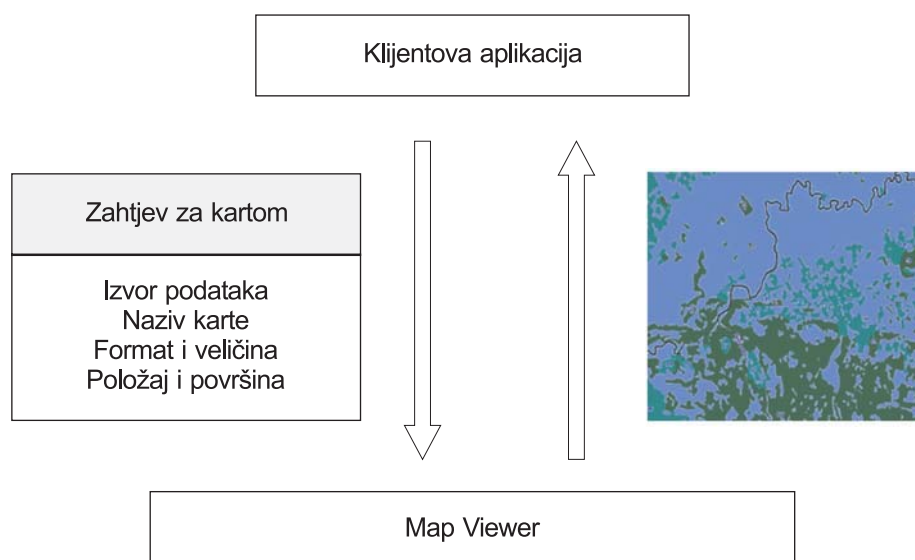 Klijentova aplikacija
Zahtjev za kartom
Izvor podataka
Naziv karte
Format i veličina
Položaj i površina
Map Viewer